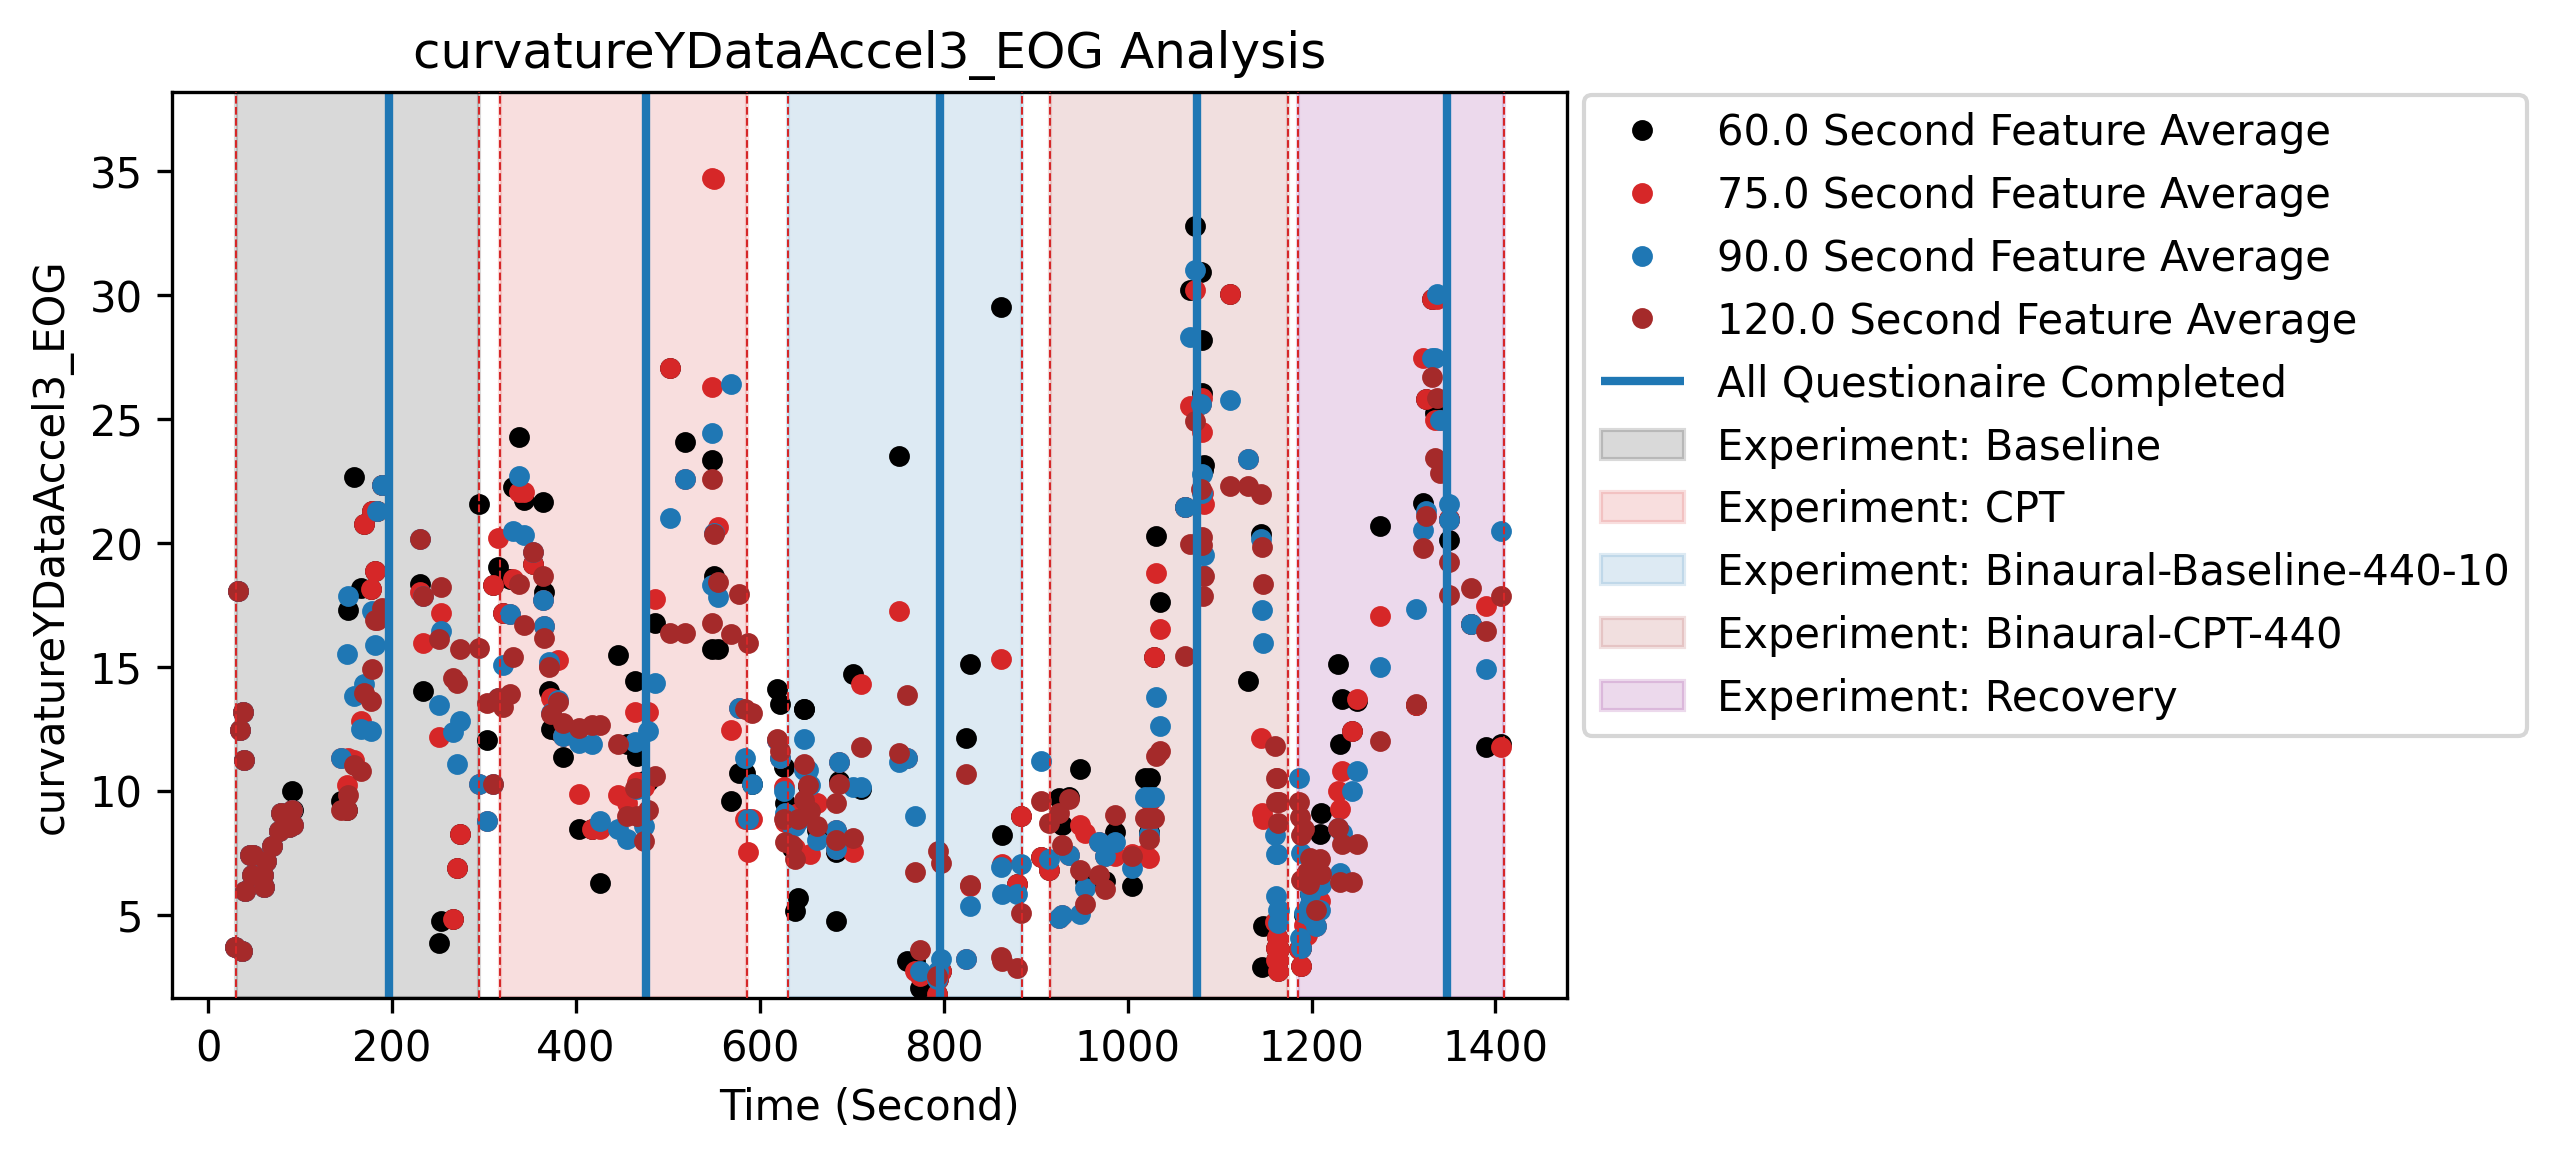 curvatureYDataAccel3_EOG Analysis
curvatureYDataAccel3_EOG
35
30
25
20
15
10
5
0
200
400
600
800
1000
1200
1400
Time (Second)
60.0 Second Feature Average
75.0 Second Feature Average
90.0 Second Feature Average
120.0 Second Feature Average
All Questionaire Completed
Experiment: Baseline
Experiment: CPT
Experiment: Binaural-Baseline-440-10
Experiment: Binaural-CPT-440
Experiment: Recovery